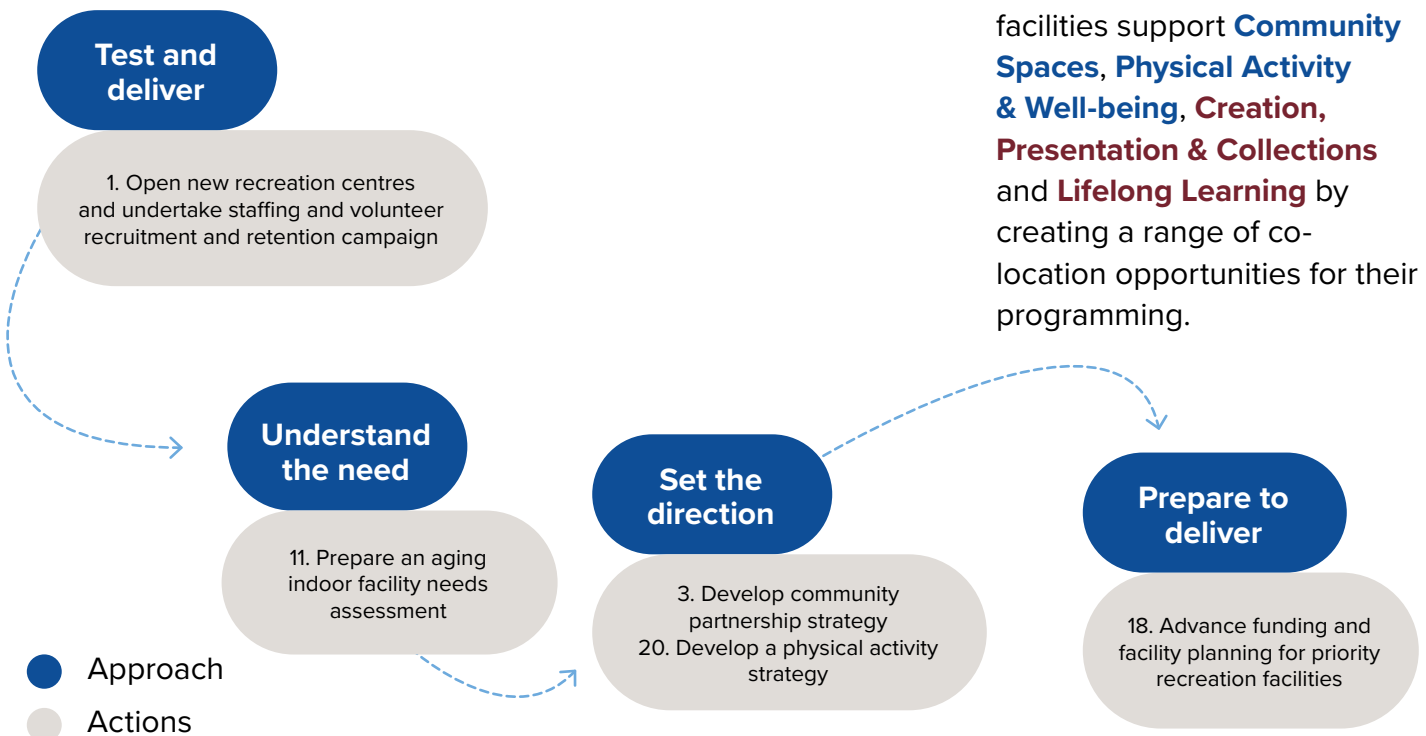 Test and
deliver
1. Open new recreation centres
and undertake staffing and volunteer
recruitment and retention campaign
facilities support Community
Spaces, Physical Activity
& Well-being, Creation,
Presentation & Collections
and Lifelong Learning by
creating a range of co-
location opportunities for their
programming.
Understand
the need
11. Prepare an aging
indoor facility needs
assessment
Set the
direction
3. Develop community
partnership strategy
20. Develop a physical activity
strategy
Prepare to
deliver
18. Advance funding and
facility planning for priority
recreation facilities
Approach
Actions